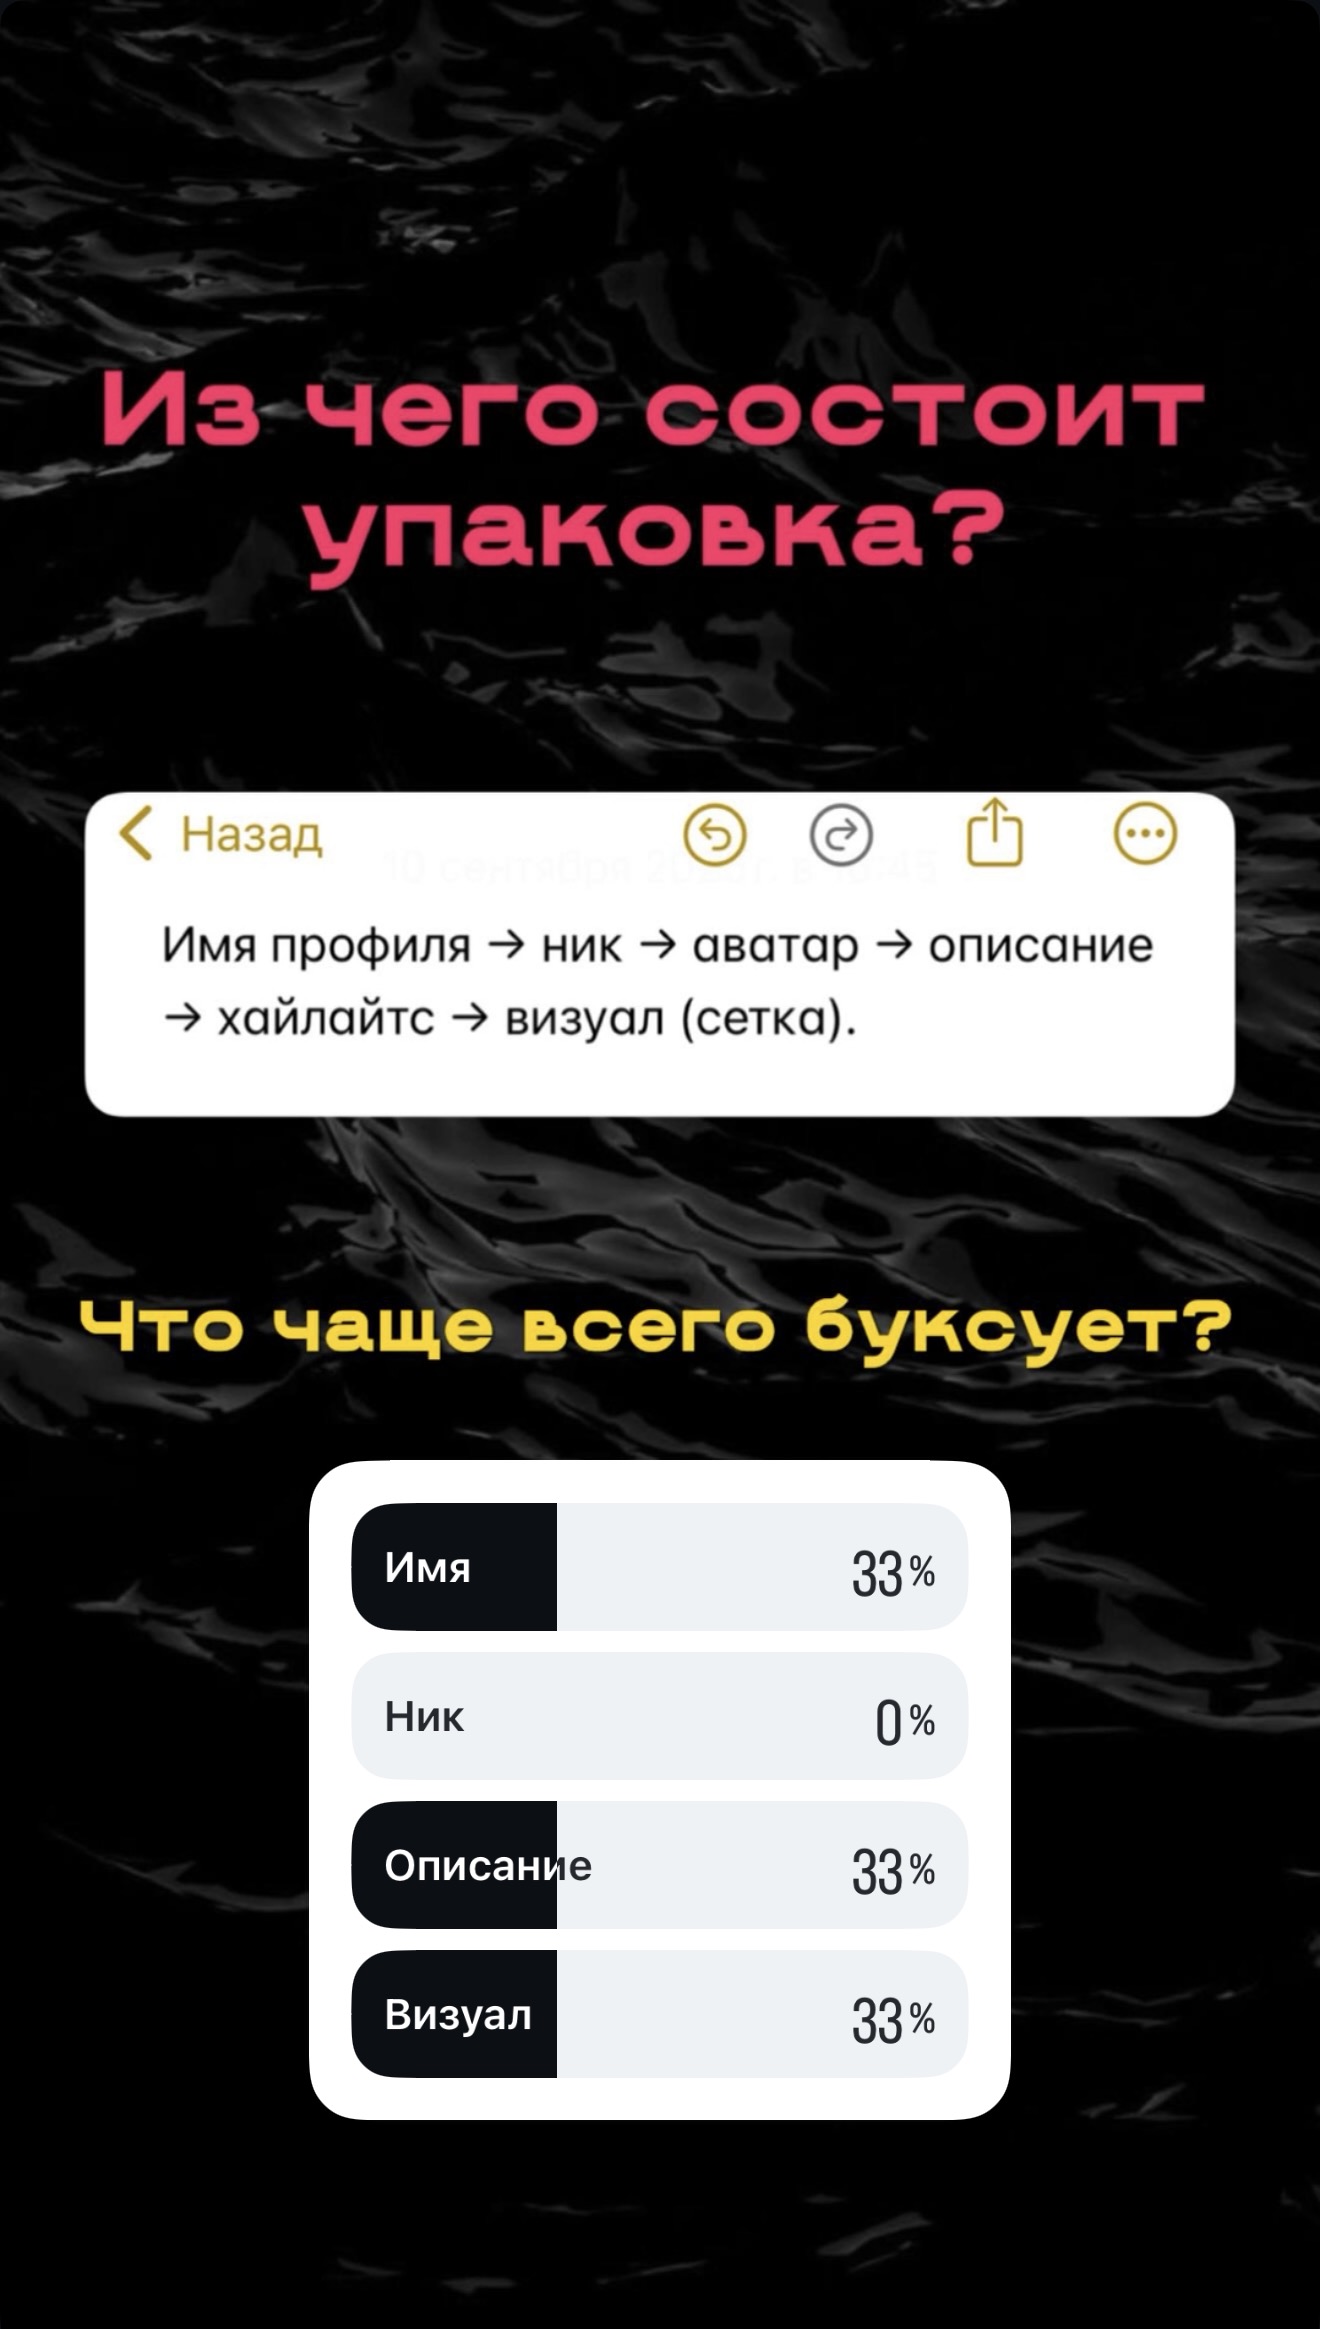 Из чего состоит
упаковка?
Назад
Имя профиля → ник → аватар → описание
→ хайлайтс → визуал (сетка).
Что чаще всего буксует?
Имя 33%
Ник 0%
Описание 33%
Визуал 33%